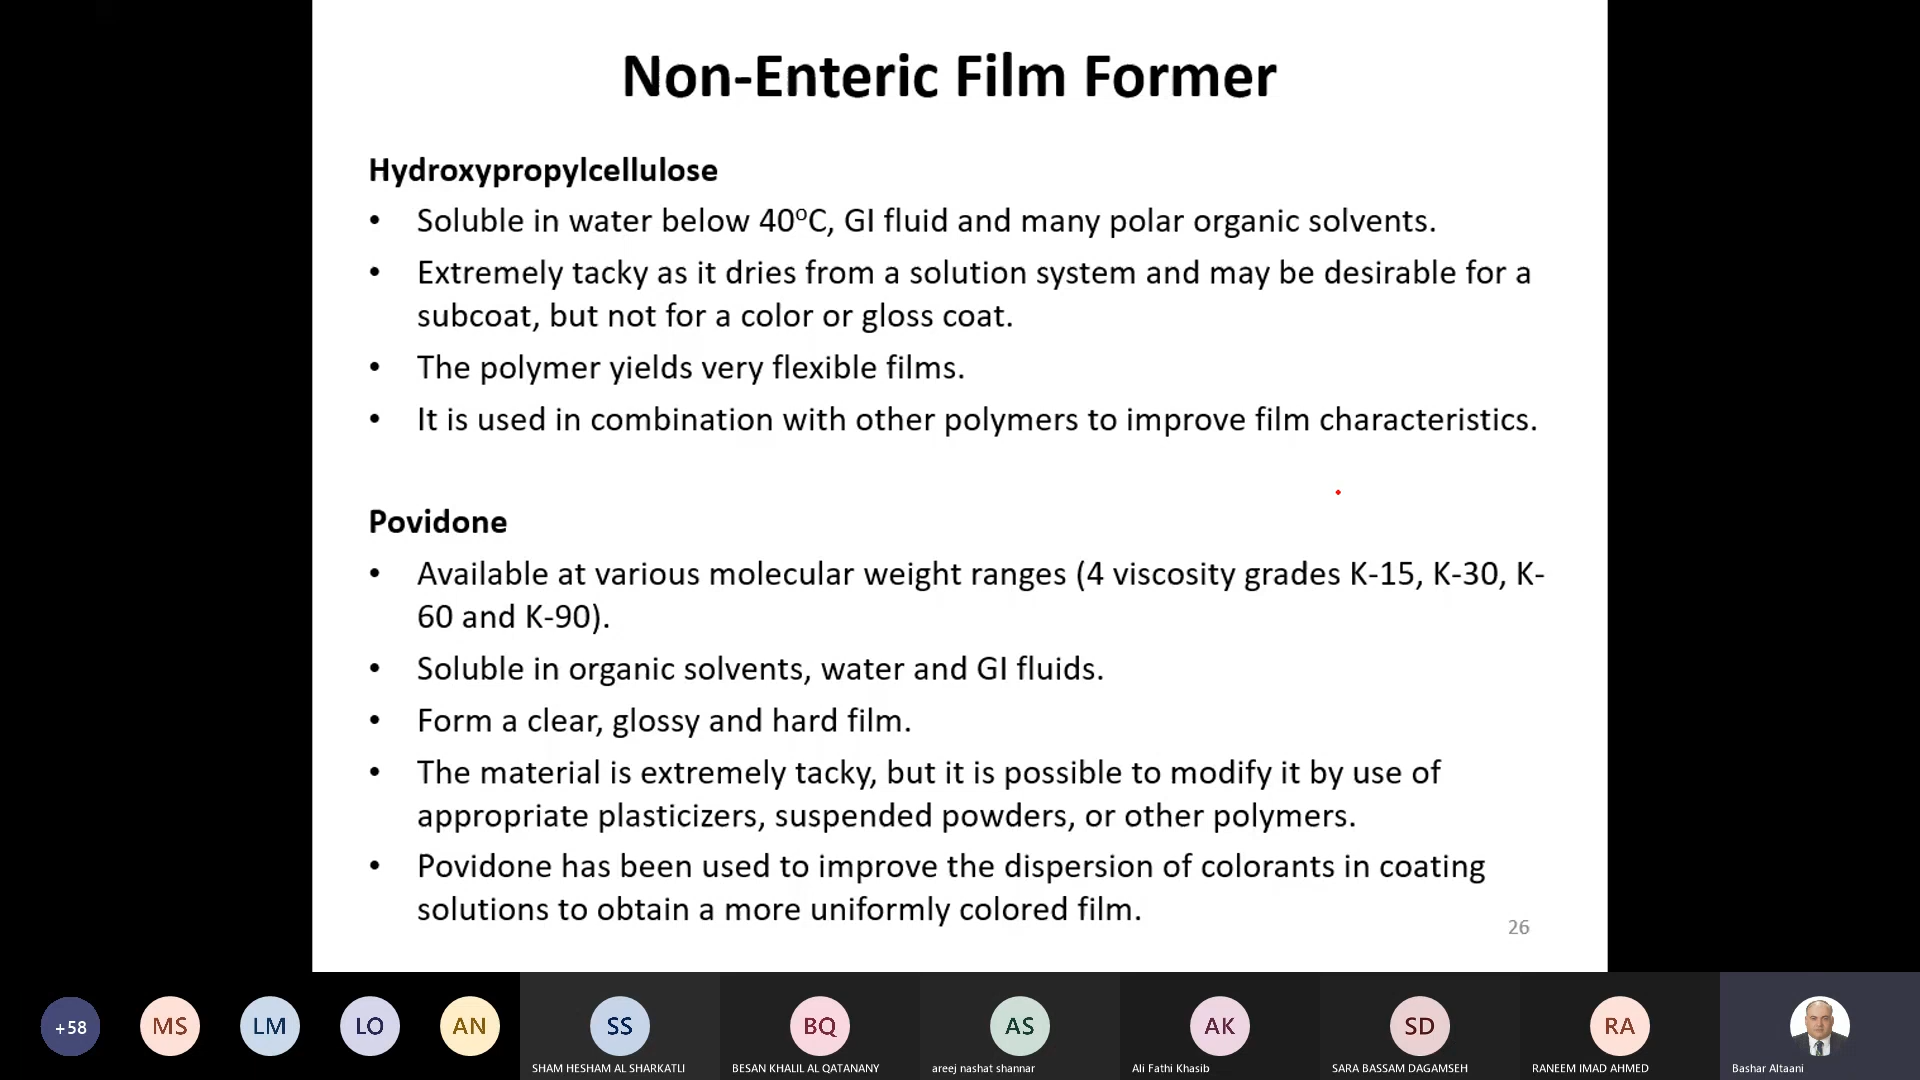 Non-Enteric Film Former
Hydroxypropylcellulose
• Soluble in water below 40°C, GI fluid and many polar organic solvents.
• Extremely tacky as it dries from a solution system and may be desirable for a
subcoat, but not for a color or gloss coat.
• The polymer yields very flexible films.
• It is used in combination with other polymers to improve film characteristics.
Povidone
• Available at various molecular weight ranges (4 viscosity grades K-15, K-30, K-
60 and K-90).
• Soluble in organic solvents, water and GI fluids.
• Form a clear, glossy and hard film.
• The material is extremely tacky, but it is possible to modify it by use of
appropriate plasticizers, suspended powders, or other polymers.
• Povidone has been used to improve the dispersion of colorants in coating
solutions to obtain a more uniformly colored film.
26
+58 MS LM LO AN SS BQ AS AK SD RA
SHAM HESHAM AL SHARKATLI BESAN KHALIL AL QATANANY areej nashat shannar Ali Fathi Khasib SARA BASSAM DAGAMSEH RANEEM IMAD AHMED Bashar Altaani